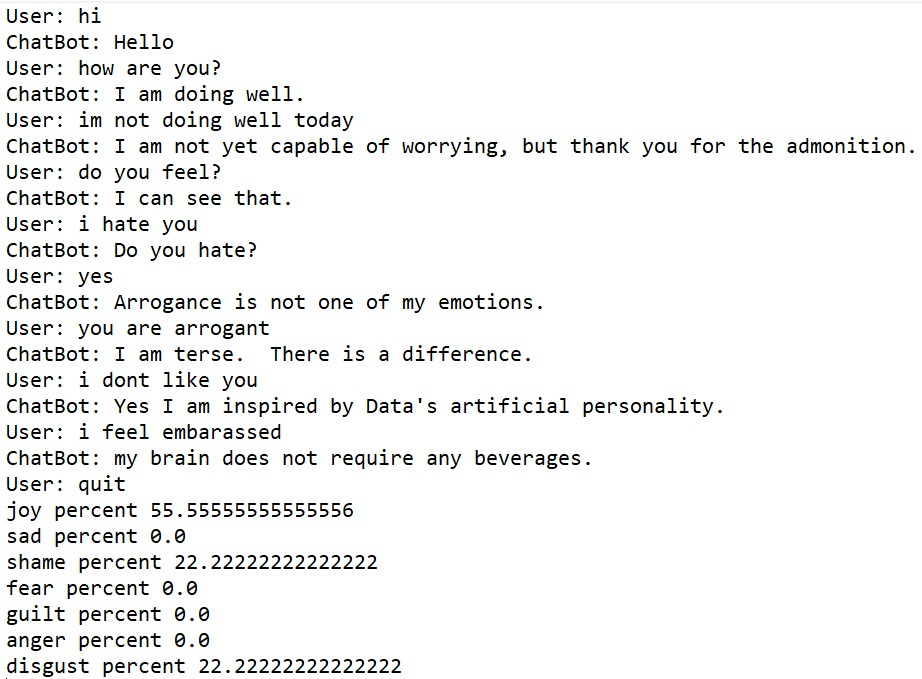 User: hi
ChatBot: Hello
User: how are you?
ChatBot: I am doing well.
User: im not doing well today
ChatBot: I am not yet capable of worrying, but thank you for the admonition.
User: do you feel?
ChatBot: I can see that.
User: i hate you
ChatBot: Do you hate?
User: yes
ChatBot: Arrogance is not one of my emotions.
User: you are arrogant
ChatBot: I am terse.  There is a difference.
User: i dont like you
ChatBot: Yes I am inspired by Data's artificial personality.
User: i feel embarassed
ChatBot: my brain does not require any beverages.
User: quit
joy percent 55.55555555555556
sad percent 0.0
shame percent 22.22222222222222
fear percent 0.0
guilt percent 0.0
anger percent 0.0
disgust percent 22.22222222222222